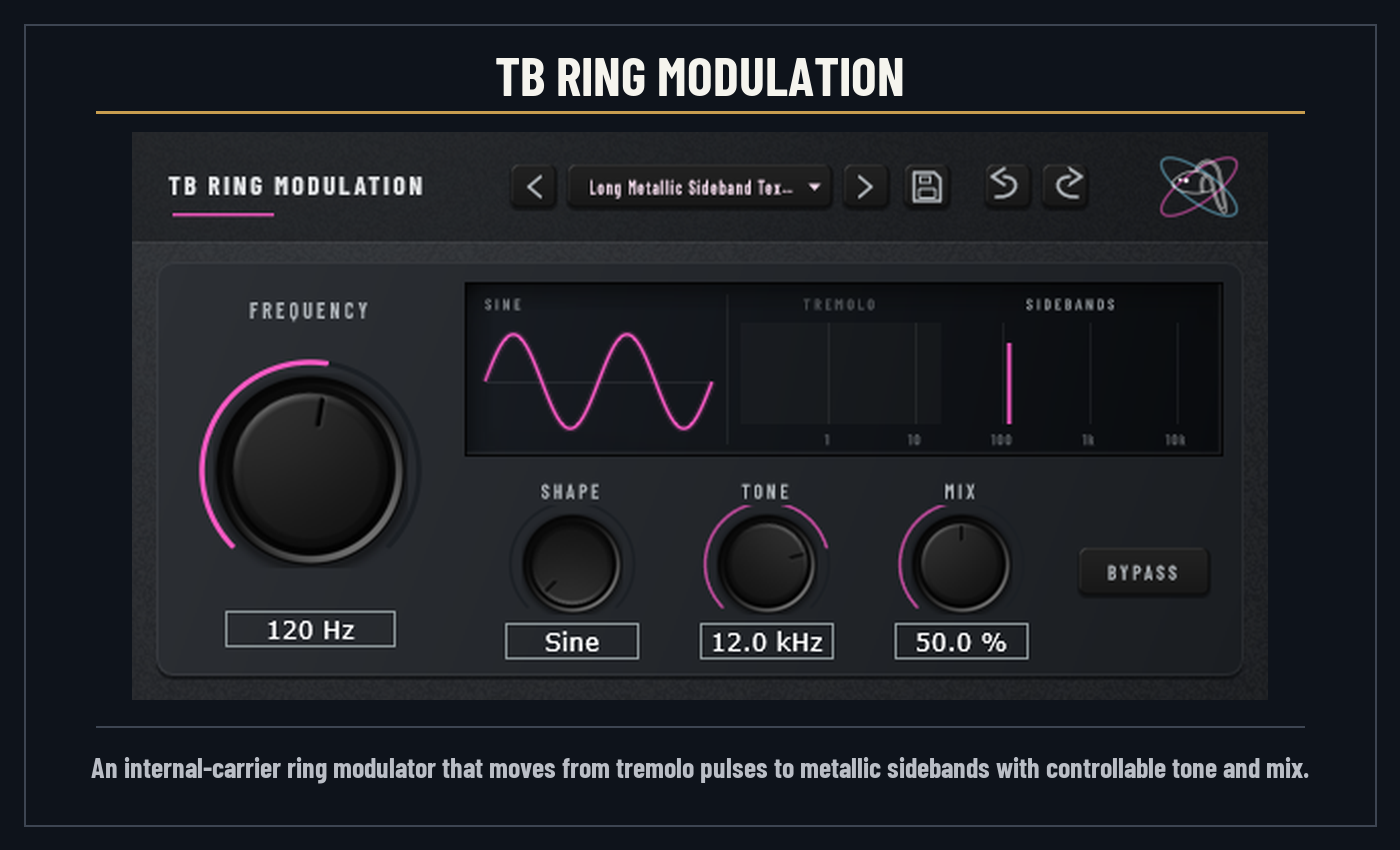 TB RING MODULATION
TB RING MODULATION
Long Metallic Sideband Tex...
FREQUENCY
SINE
TREMOLO
SIDEBANDS
1 10 100 1k 10k
SHAPE TONE MIX
BYPASS
120 Hz
Sine
12.0 kHz
50.0 %
An internal-carrier ring modulator that moves from tremolo pulses to metallic sidebands with controllable tone and mix.